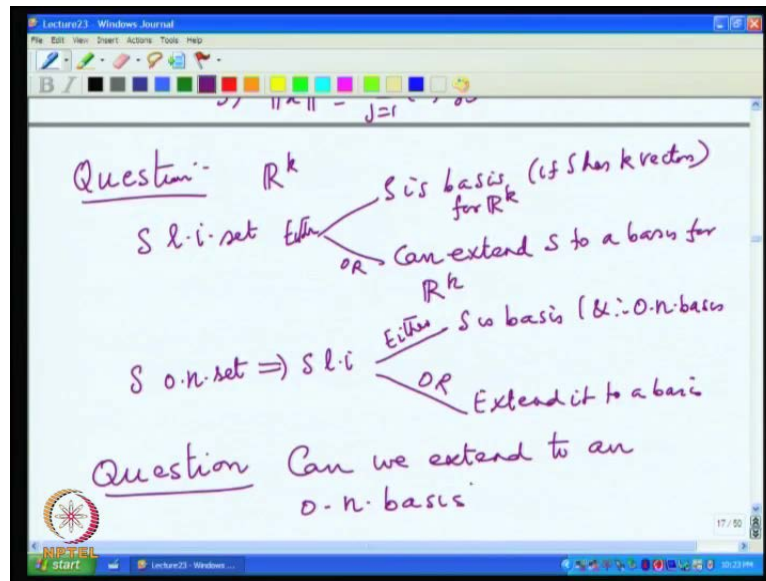 Lecture23 - Windows Journal
File Edit View Insert Actions Tools Help
B I
Question:- R^k
S l.i. set Either S is basis (if S has k vectors)
for R^k
OR Can extend S to a basis for
R^k
S o.n. set => S l.i Either S is basis (& ∴ O.n. basis
OR Extend it to a basis
Question Can we extend to an
o-n. basis
17 / 50
NPTEL
start Lecture23 - Windows ... 10:23 PM